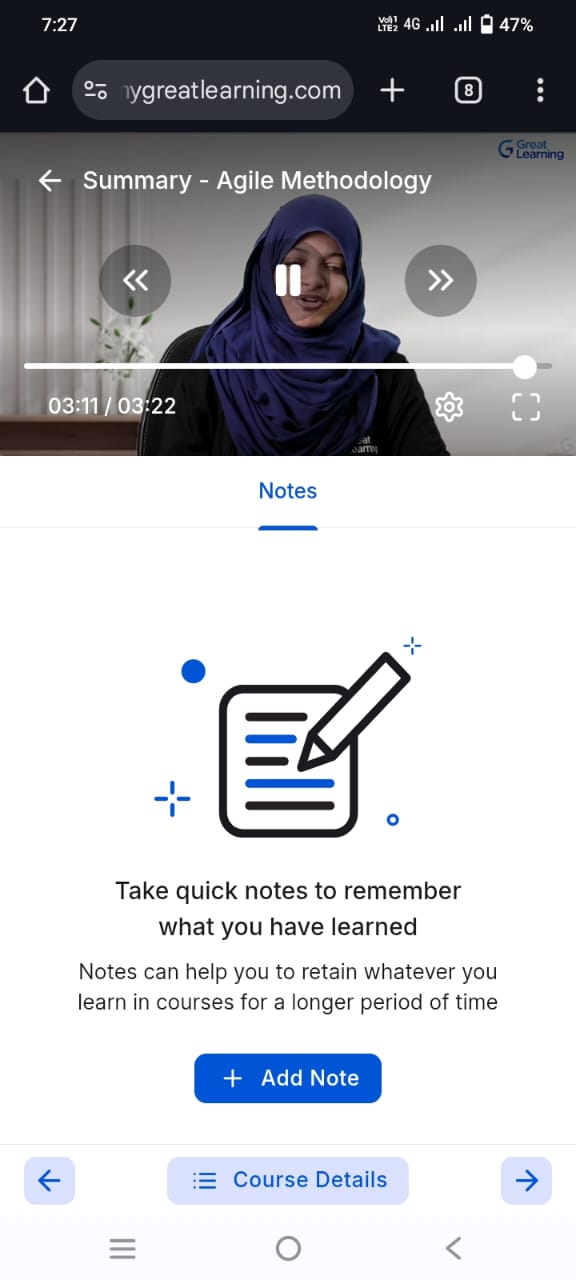 7:27
Vo)) 1
LTE2 4G 47%
nygreatlearning.com
8
Great
Learning
Summary - Agile Methodology
03:11 / 03:22
Notes
Take quick notes to remember
what you have learned
Notes can help you to retain whatever you
learn in courses for a longer period of time
+ Add Note
Course Details